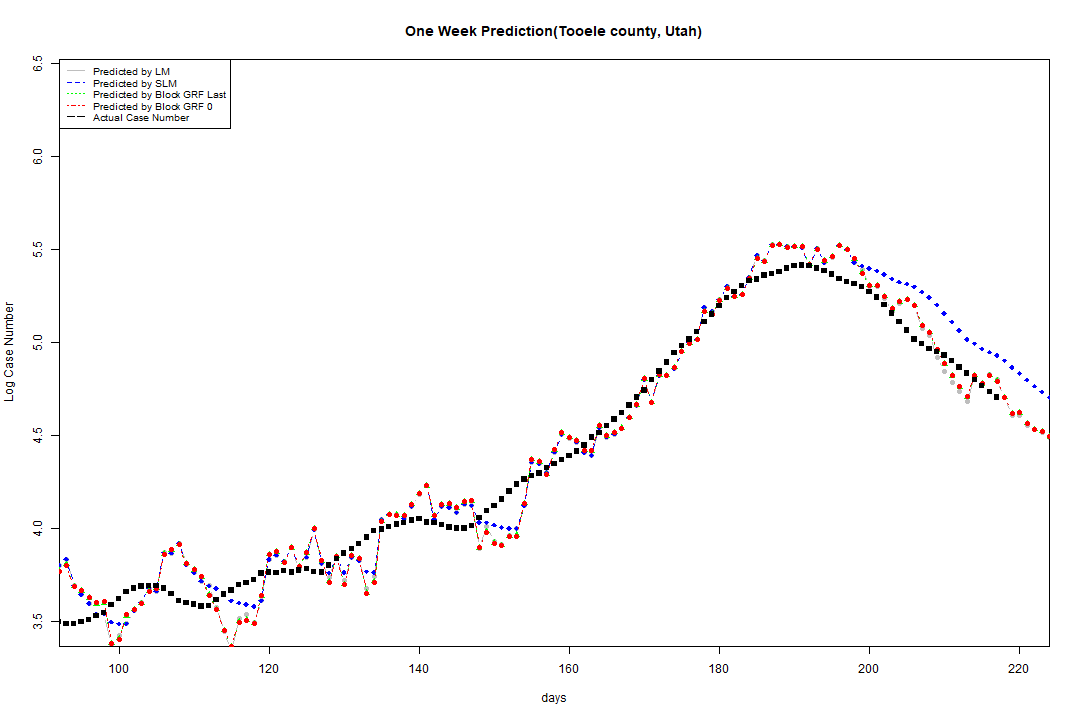 One Week Prediction(Tooele county, Utah)
Predicted by LM
Predicted by SLM
Predicted by Block GRF Last
Predicted by Block GRF 0
Actual Case Number
6.5
6.0
5.5
5.0
4.5
4.0
3.5
Log Case Number
100 120 140 160 180 200 220
days